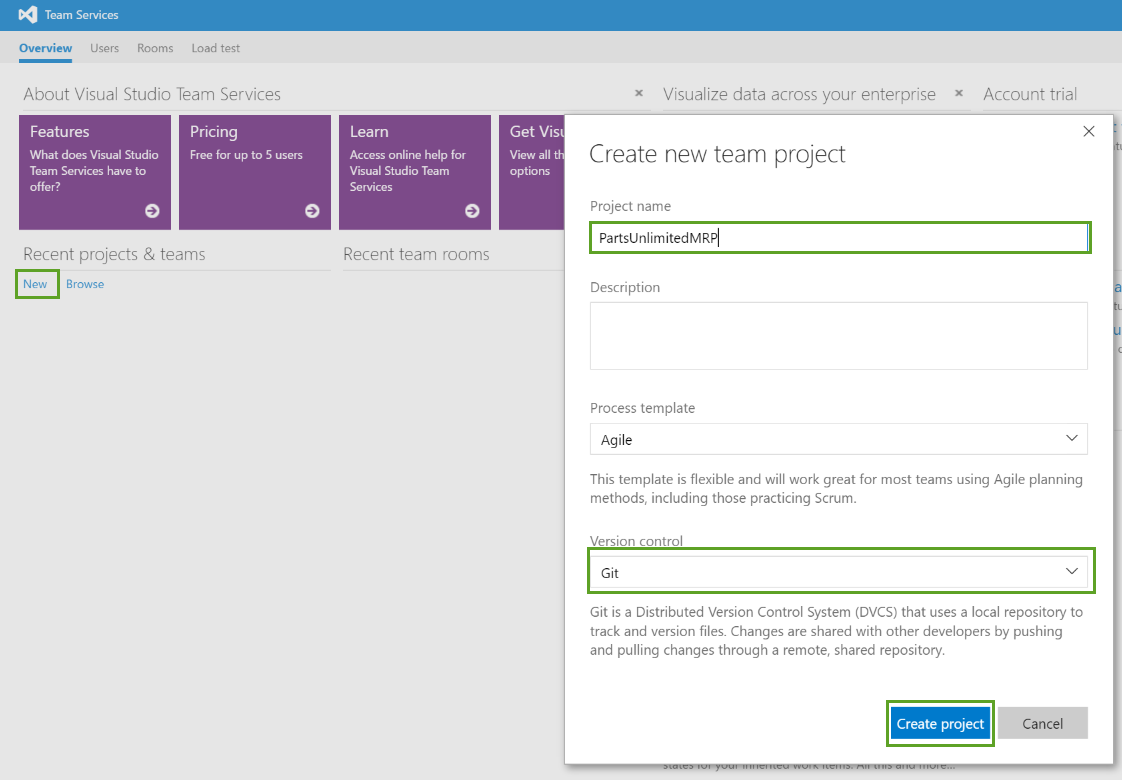 Team Services
Overview Users Rooms Load test
About Visual Studio Team Services
Visualize data across your enterprise
Account trial
Features
What does Visual Studio
Team Services have to
offer?
Pricing
Free for up to 5 users
Learn
Access online help for
Visual Studio Team
Services
Get
View all
options
Recent projects & teams
New Browse
Recent team rooms
Create new team project
Project name
PartsUnlimitedMRP
Description
Process template
Agile
This template is flexible and will work great for most teams using Agile planning
methods, including those practicing Scrum.
Version control
Git
Git is a Distributed Version Control System (DVCS) that uses a local repository to
track and version files. Changes are shared with other developers by pushing
and pulling changes through a remote, shared repository.
Create project Cancel
states for your inherited work items. All this and more...